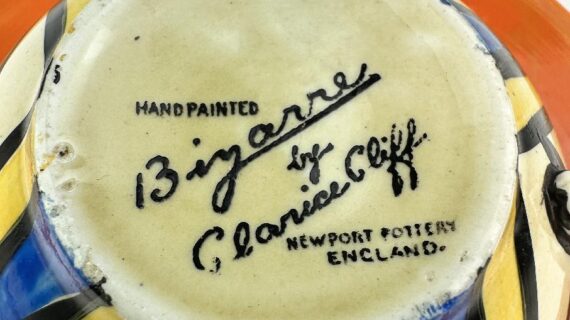 HANDPAINTED
Bizarre
by
Clarice Cliff
NEWPORT POTTERY
ENGLAND.